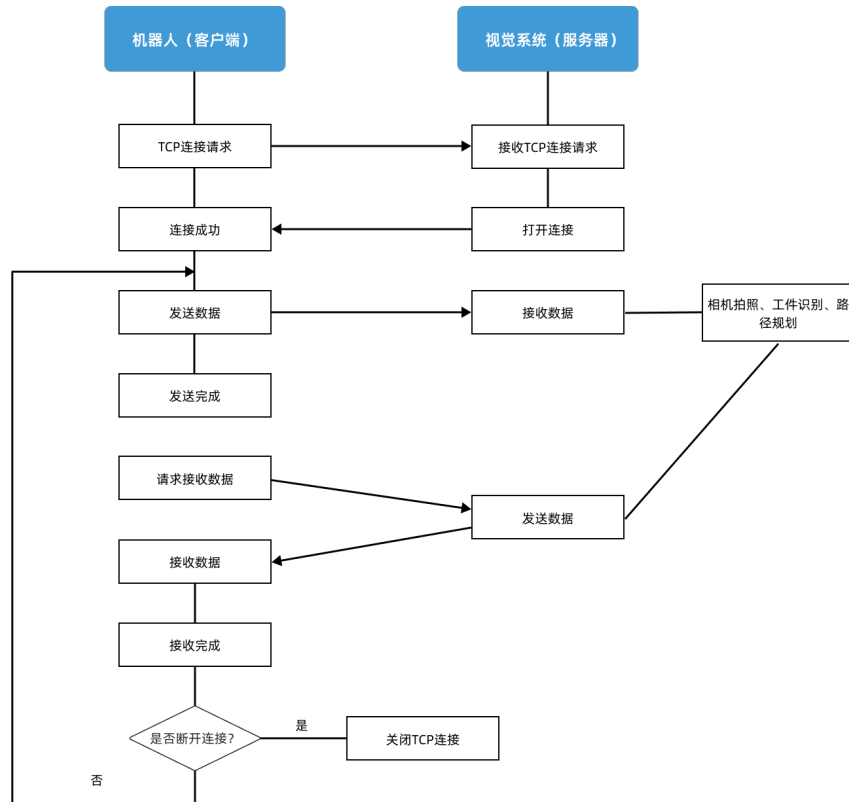 机器人（客户端）
视觉系统（服务器）
TCP连接请求
接收TCP连接请求
连接成功
打开连接
发送数据
接收数据
相机拍照、工件识别、路
径规划
发送完成
请求接收数据
发送数据
接收数据
接收完成
是否断开连接?
是
关闭TCP连接
否